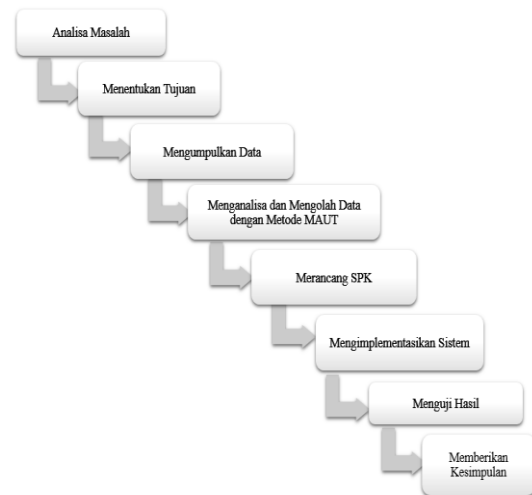 Analisa Masalah
Menentukan Tujuan
Mengumpulkan Data
Menganalisa dan Mengolah Data
dengan Metode MAUT
Merancang SPK
Mengimplementasikan Sistem
Menguji Hasil
Memberikan
Kesimpulan